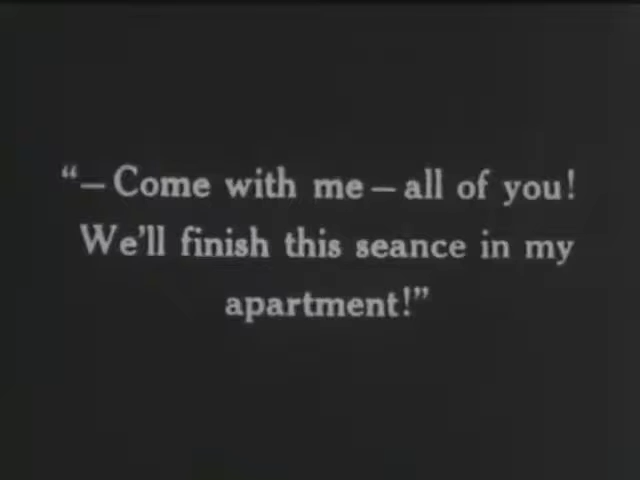 “—Come with me—all of you!
We’ll finish this seance in my
apartment!”